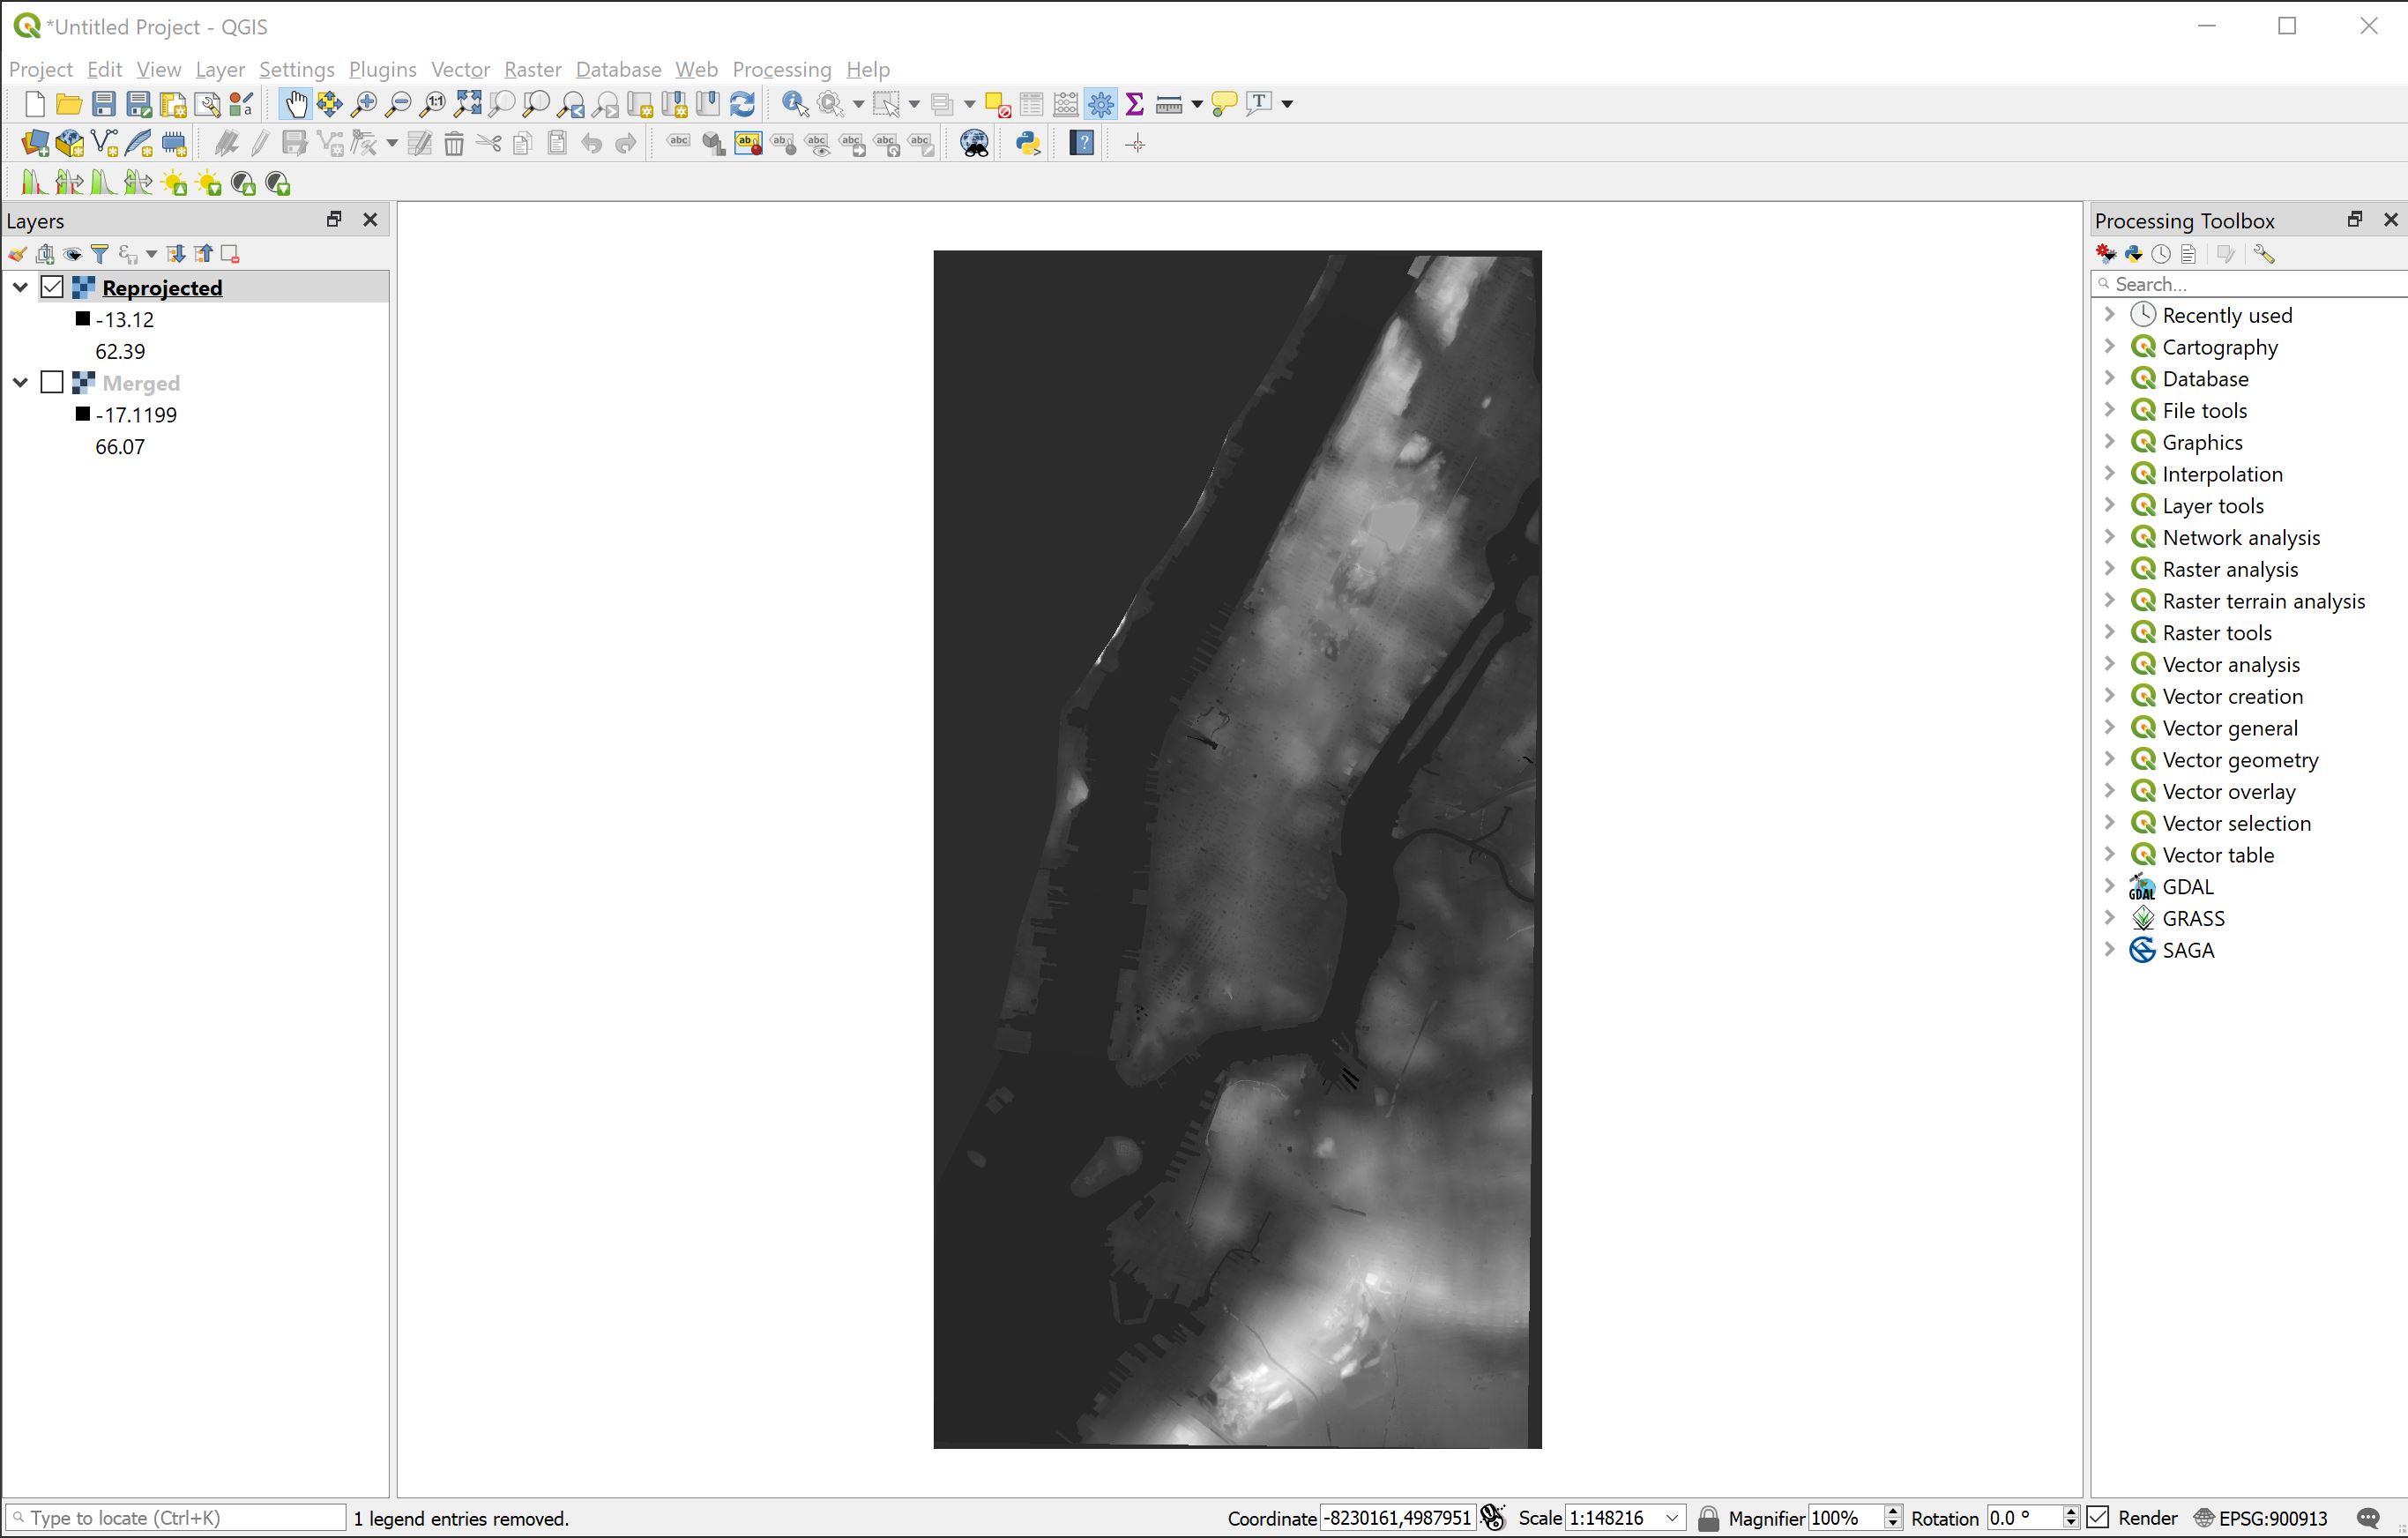 *Untitled Project - QGIS
Project Edit View Layer Settings Plugins Vector Raster Database Web Processing Help
Layers
Reprojected
-13.12
62.39
Merged
-17.1199
66.07
Processing Toolbox
Search...
Recently used
Cartography
Database
File tools
Graphics
Interpolation
Layer tools
Network analysis
Raster analysis
Raster terrain analysis
Raster tools
Vector analysis
Vector creation
Vector general
Vector geometry
Vector overlay
Vector selection
Vector table
GDAL GDAL
GRASS
SAGA
Type to locate (Ctrl+K) 1 legend entries removed. Coordinate -8230161,4987951 Scale 1:148216 Magnifier 100% Rotation 0.0 ° Render EPSG:900913